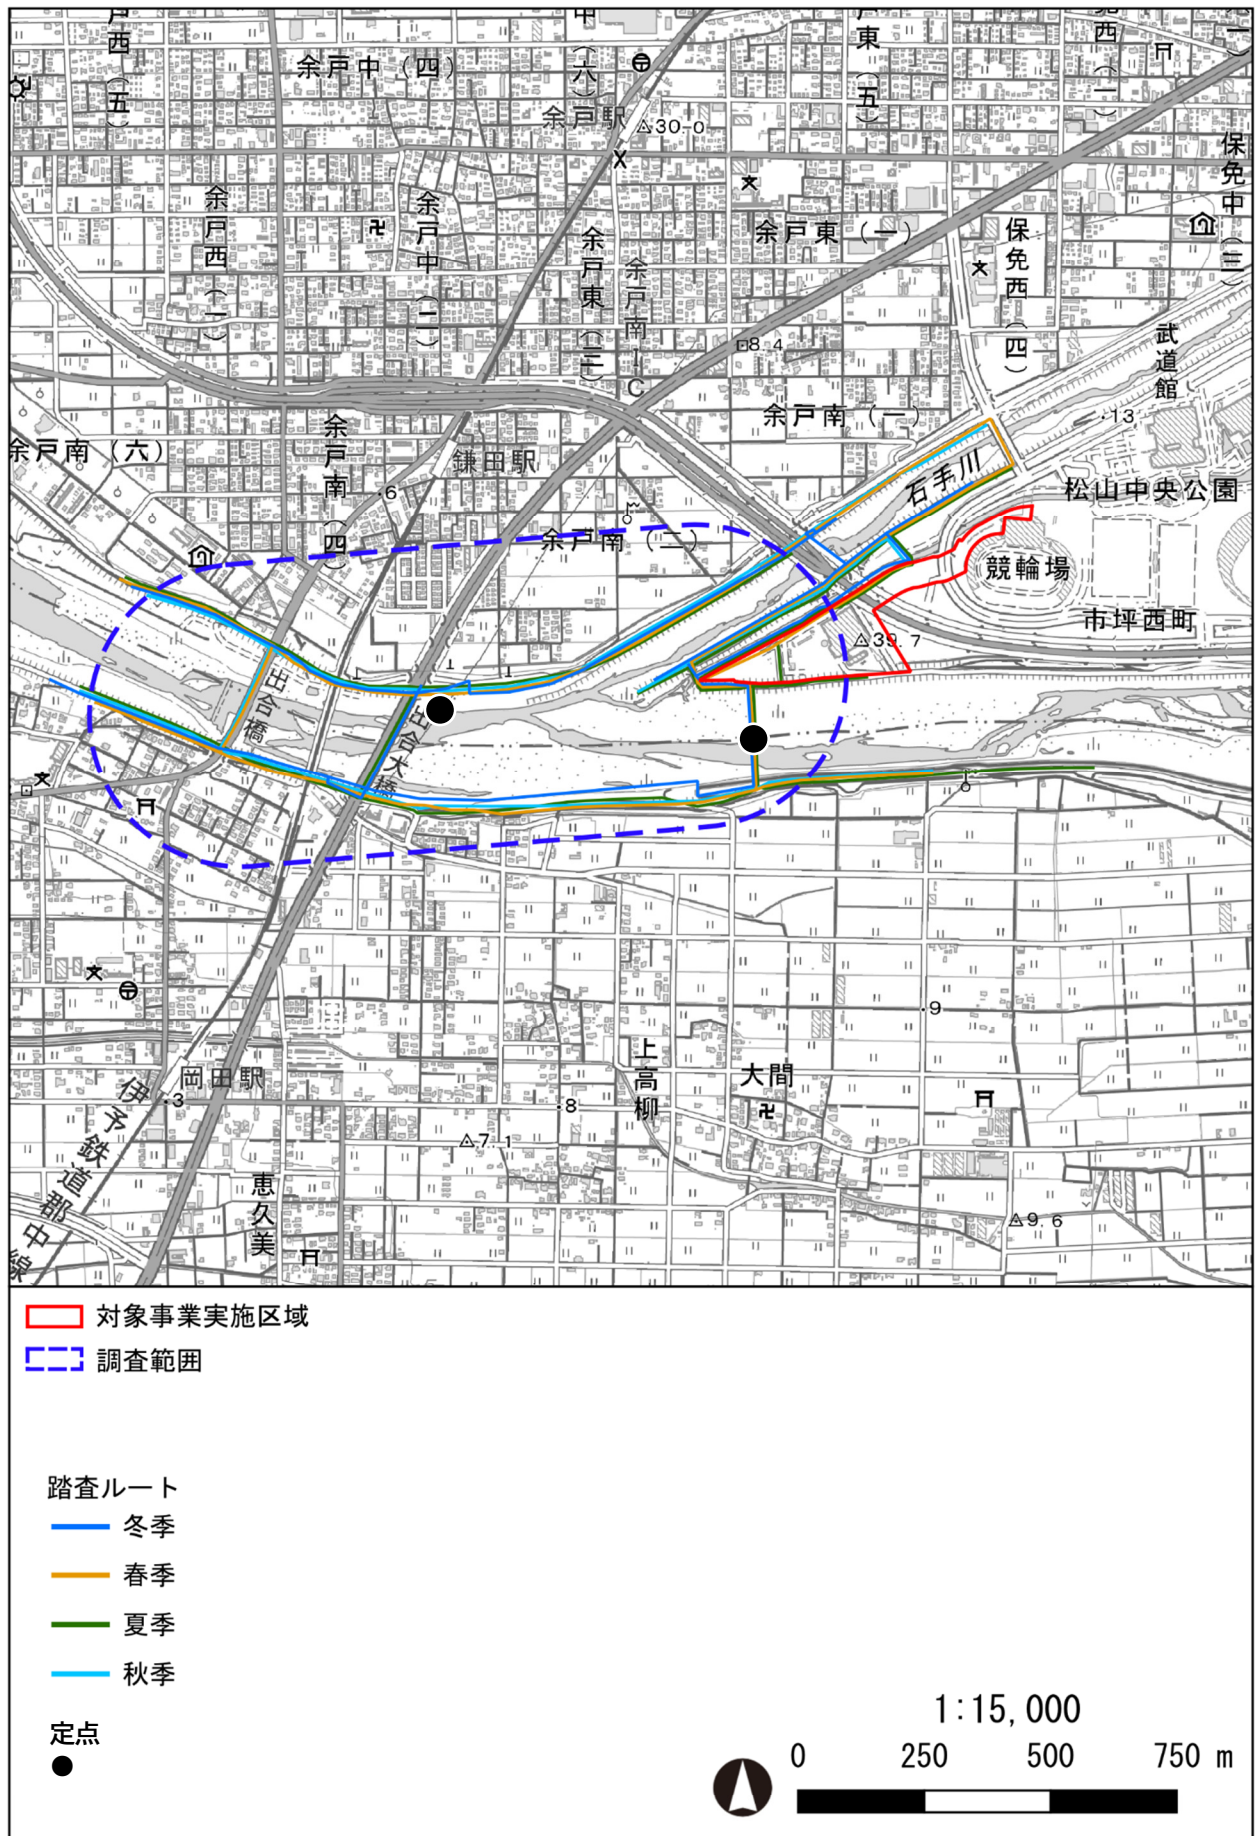 戸西(五)
余戸中(四)
中(六)
戸東(五)
西(一)
余戸駅
30.0
保免中(三)
余戸西(一)
余戸中(二)
余戸東(三)
余戸南IC
余戸東(一)
保免西(四)
武道館
8.4
余戸南(一)
13
余戸南(六)
余戸南(四)
鎌田駅
6
石手川
松山中央公園
余戸南(二)
競輪場
市坪西町
39.7
出合橋
出合大橋
9
上高柳
大間
岡田駅
3
8
7.1
伊予鉄道郡中線
恵久美
9.6
対象事業実施区域
調査範囲
踏査ルート
冬季
春季
夏季
秋季
定点
1:15,000
0 250 500 750 m